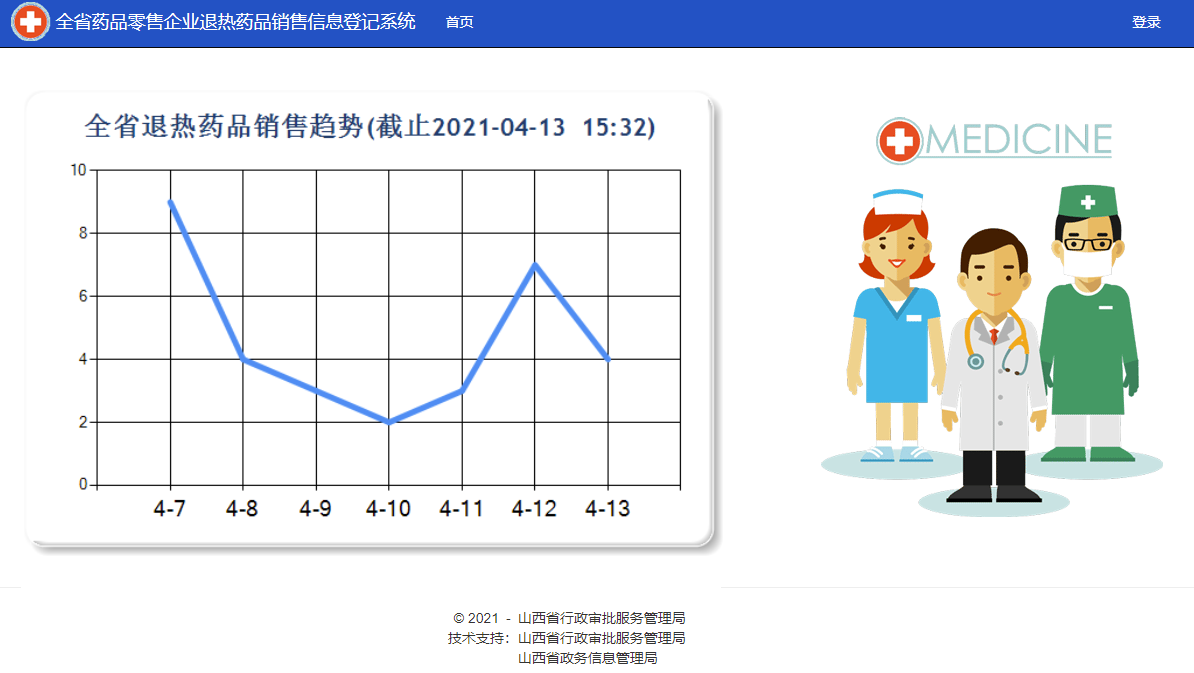 全省药品零售企业退热药品销售信息登记系统 首页 登录
全省退热药品销售趋势(截止2021-04-13 15:32)
MEDICINE
10
8
6
4
2
0
4-7 4-8 4-9 4-10 4-11 4-12 4-13
© 2021 - 山西省行政审批服务管理局
技术支持：山西省行政审批服务管理局
山西省政务信息管理局